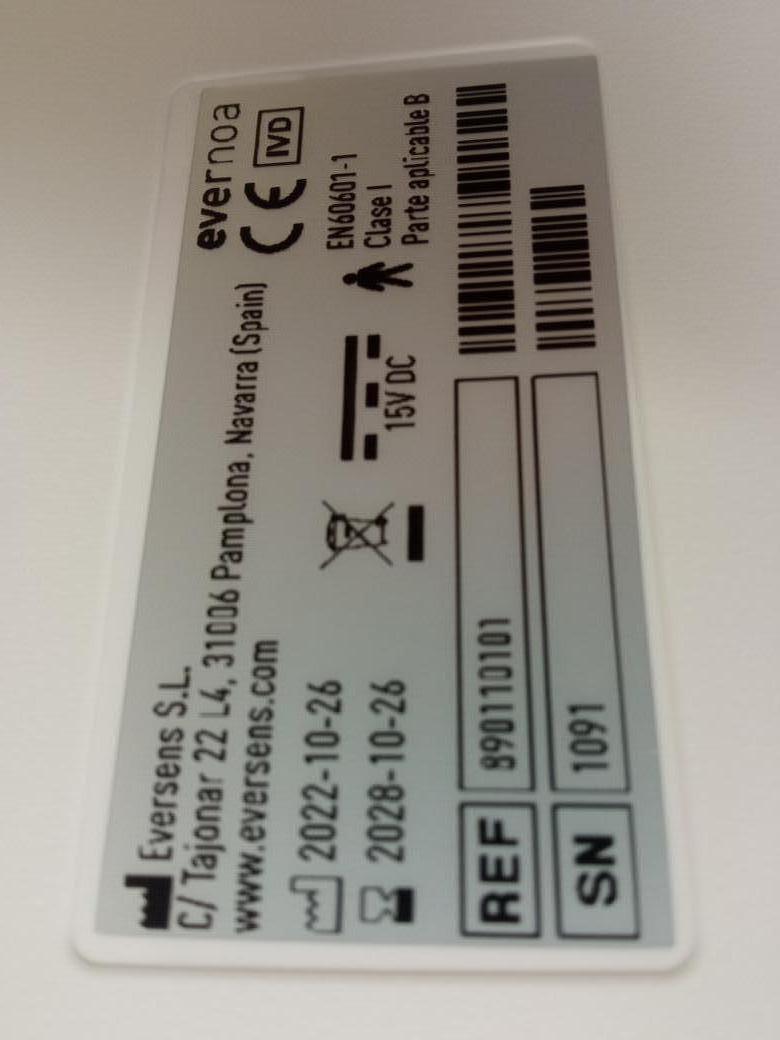 Eversens S.L.
C/ Tajonar 22 L4, 31006 Pamplona, Navarra (Spain)
www.eversens.com
evernoa
CE IVD
2022-10-26
2028-10-26
15V DC
EN60601-1
Clase I
Parte aplicable B
REF 890110101
SN 1091